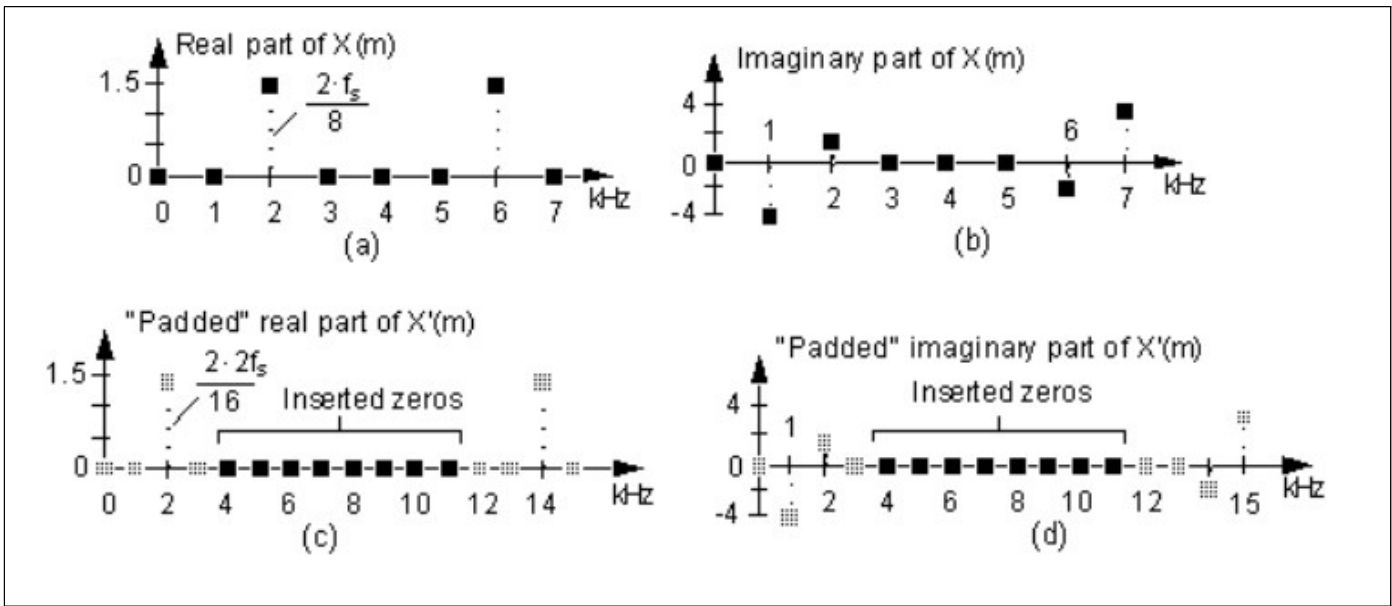 Real part of X(m)
1.5
2· fs
8
0
0 1 2 3 4 5 6 7 kHz
(a)
Imaginary part of X(m)
4
1 6
0
2 3 4 5 7 kHz
-4
(b)
"Padded" real part of X'(m)
1.5
2 · 2fs
16
Inserted zeros
0
0 2 4 6 8 10 12 14 kHz
(c)
"Padded" imaginary part of X'(m)
Inserted zeros
4
1
0
2 4 6 8 10 12 15 kHz
-4
(d)